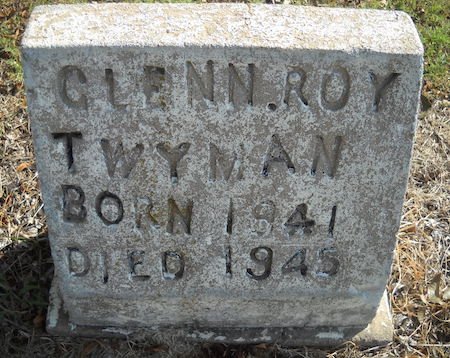 GLENN.ROY
TWYMAN
BORN 1941
DIED 1945